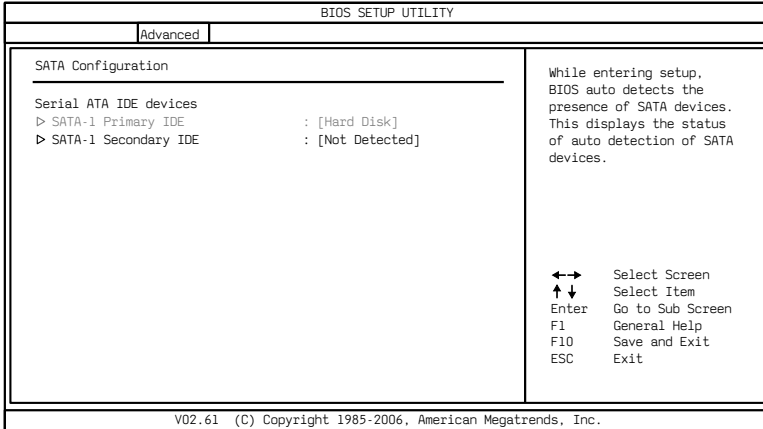 BIOS SETUP UTILITY
Advanced
SATA Configuration
Serial ATA IDE devices
SATA-1 Primary IDE : [Hard Disk]
SATA-1 Secondary IDE : [Not Detected]
While entering setup,
BIOS auto detects the
presence of SATA devices.
This displays the status
of auto detection of SATA
devices.
Select Screen
Select Item
Enter Go to Sub Screen
F1 General Help
F10 Save and Exit
ESC Exit
V02.61 (C) Copyright 1985-2006, American Megatrends, Inc.